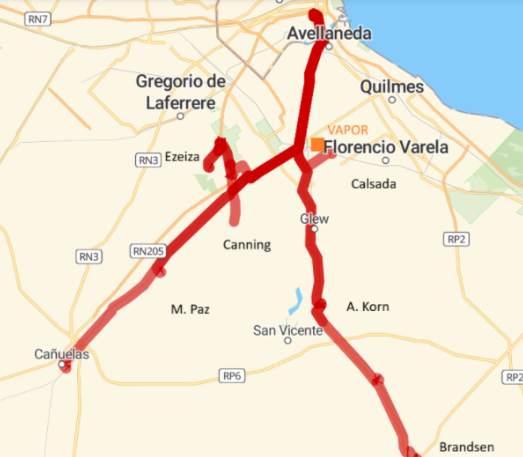 RN7
Avellaneda
Gregorio de
Laferrere
Quilmes
VAPOR
RN3
Ezeiza
Florencio Varela
Calsada
Glew
RP2
Canning
RN3
RN205
M. Paz
A. Korn
San Vicente
Cañuelas
RP6
RP2
Brandsen